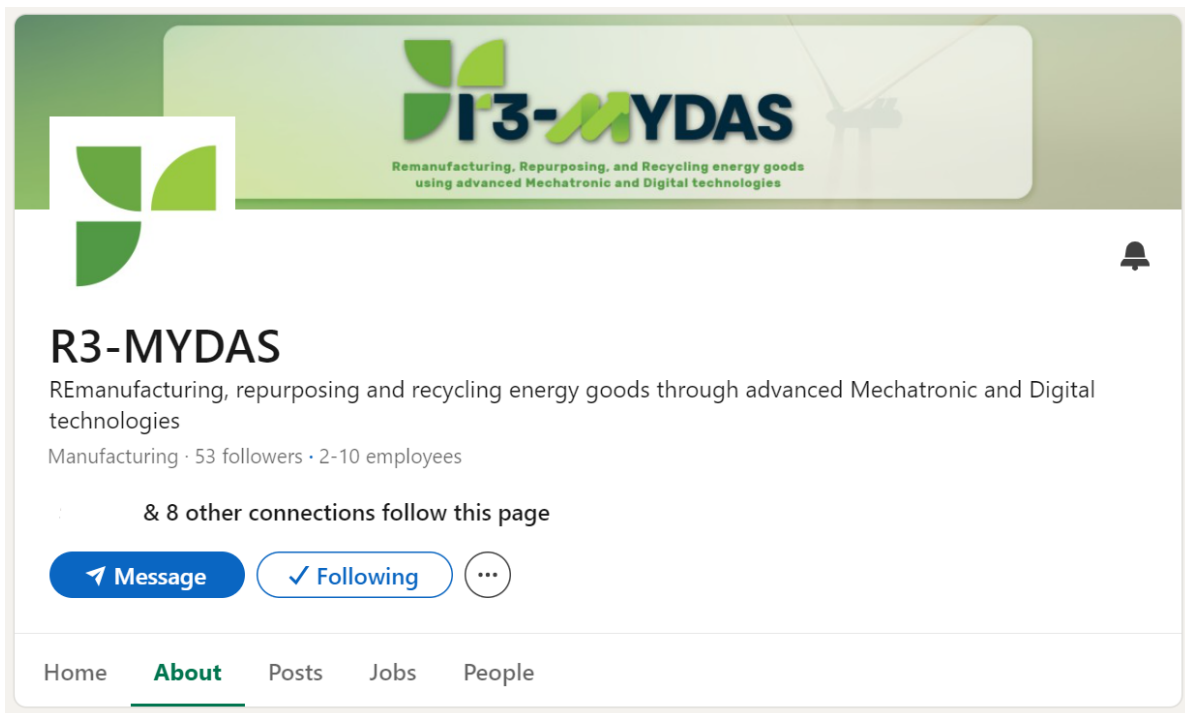 r3-MYDAS
Remanufacturing, Repurposing, and Recycling energy goods
using advanced Mechatronic and Digital technologies
R3-MYDAS
REmanufacturing, repurposing and recycling energy goods through advanced Mechatronic and Digital
technologies
Manufacturing · 53 followers · 2-10 employees
& 8 other connections follow this page
Message
Following
Home
About
Posts
Jobs
People